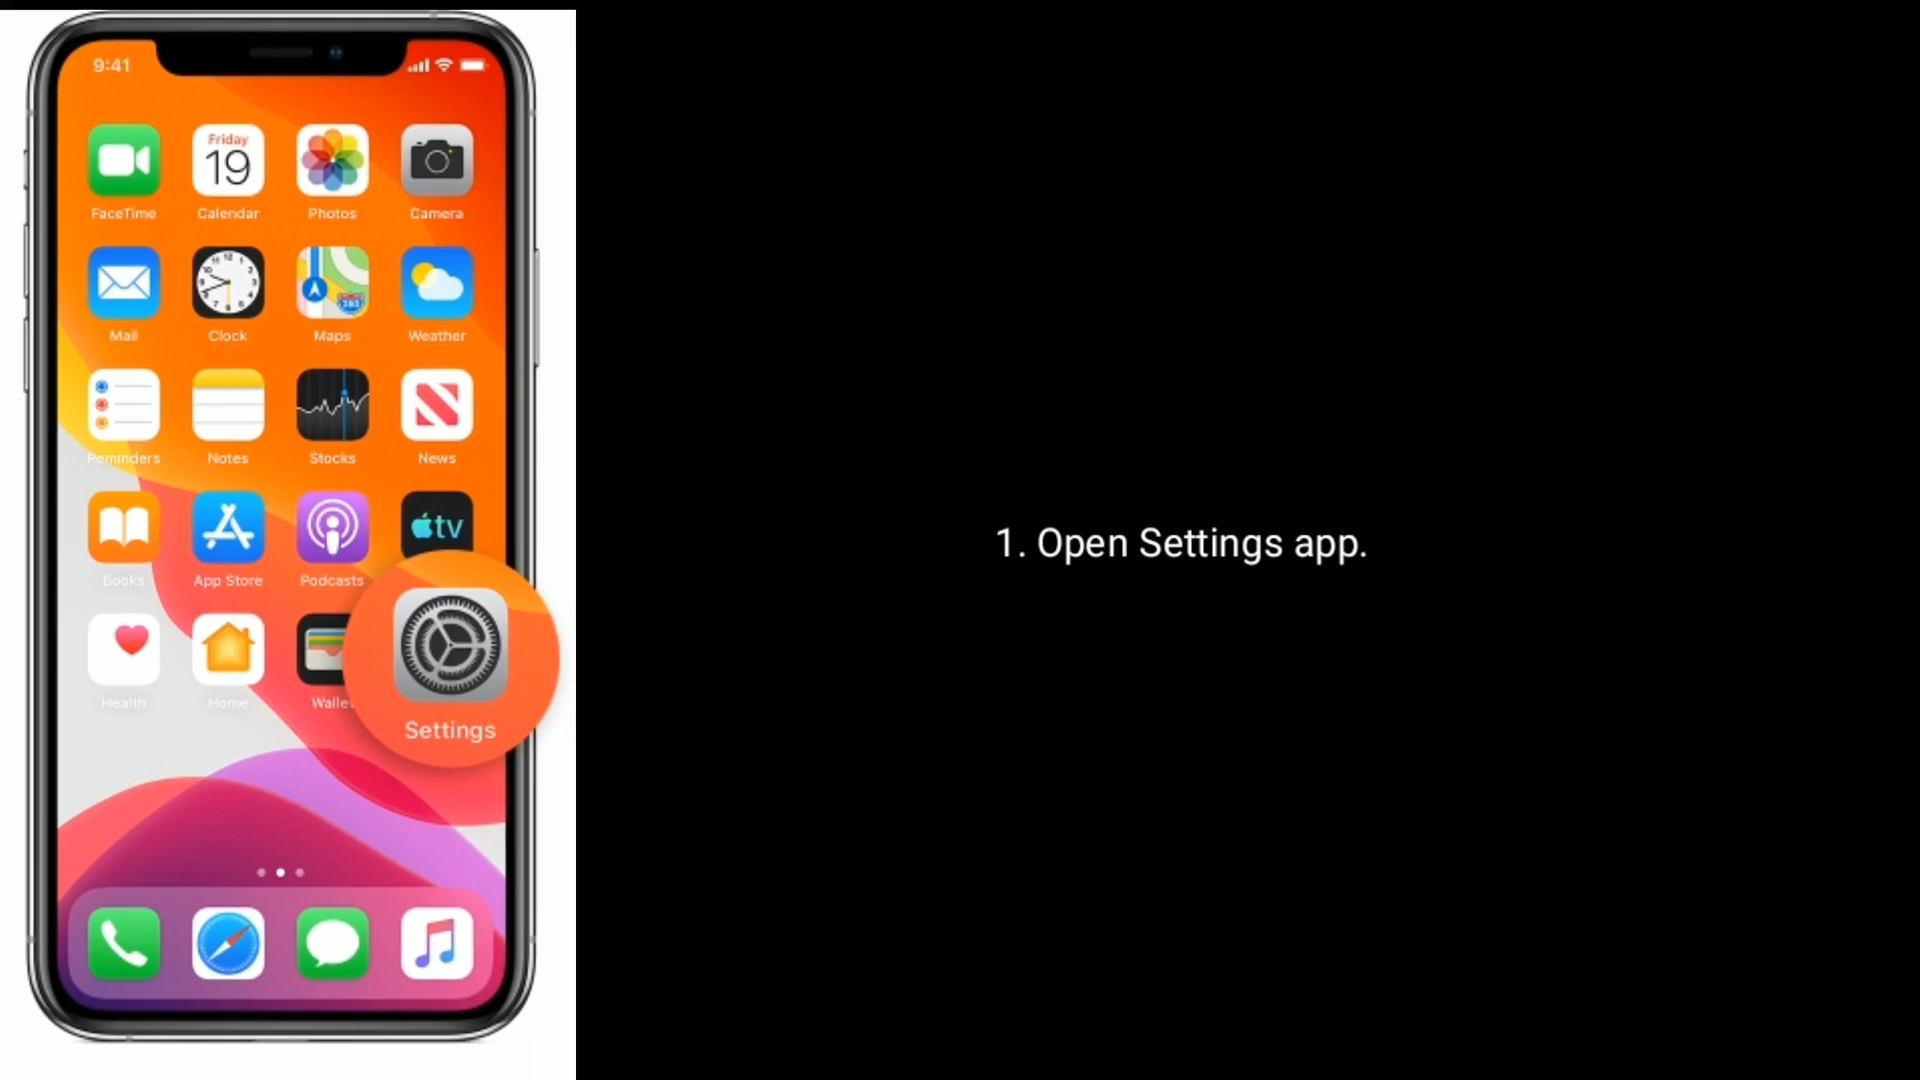 9:41
Friday
19
FaceTime
Calendar
Photos
Camera
280
Mail
Clock
Maps
Weather
Reminders
Notes
Stocks
News
tv
Books
App Store
Podcasts
Health
Home
Settings
1. Open Settings app.